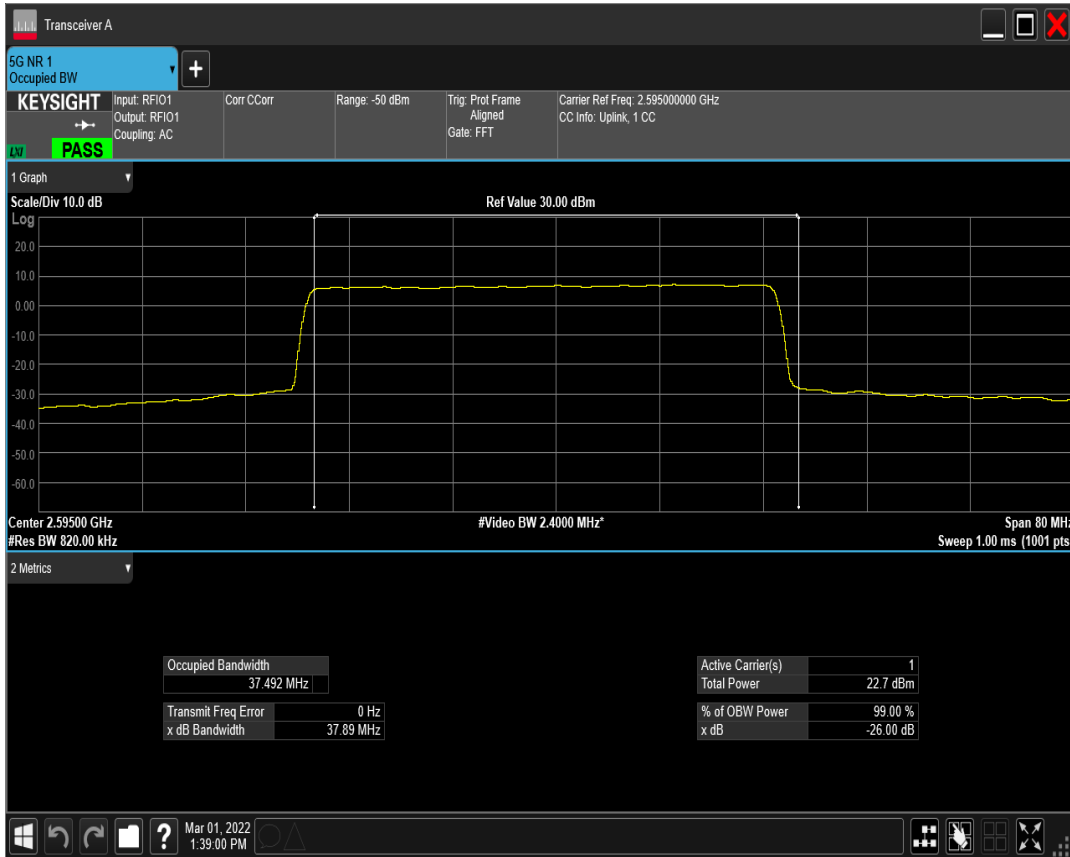 Transceiver A
5G NR 1
Occupied BW
+
KEYSIGHT
LXI
PASS
Input: RFIO1
Output: RFIO1
Coupling: AC
Corr CCorr
Range: -50 dBm
Trig: Prot Frame
Aligned
Gate: FFT
Carrier Ref Freq: 2.595000000 GHz
CC Info: Uplink, 1 CC
1 Graph
Scale/Div 10.0 dB
Ref Value 30.00 dBm
Log
20.0
10.0
0.00
-10.0
-20.0
-30.0
-40.0
-50.0
-60.0
Center 2.59500 GHz
#Video BW 2.4000 MHz*
Span 80 MHz
#Res BW 820.00 kHz
Sweep 1.00 ms (1001 pts
2 Metrics
Occupied Bandwidth
37.492 MHz
Transmit Freq Error 0 Hz
x dB Bandwidth 37.89 MHz
Active Carrier(s) 1
Total Power 22.7 dBm
% of OBW Power 99.00 %
x dB -26.00 dB
?
Mar 01, 2022
1:39:00 PM